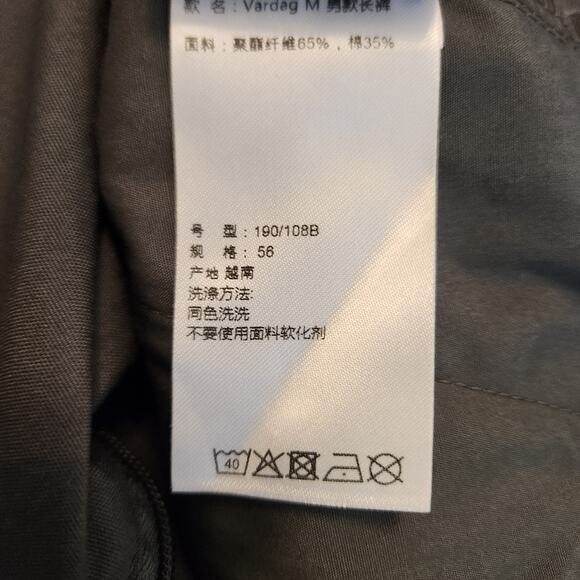 款 名：Vardag M 男款长裤
面料：聚酯纤维65%，棉35%
号 型：190/108B
规 格：56
产地 越南
洗涤方法:
同色洗洗
不要使用面料软化剂
40